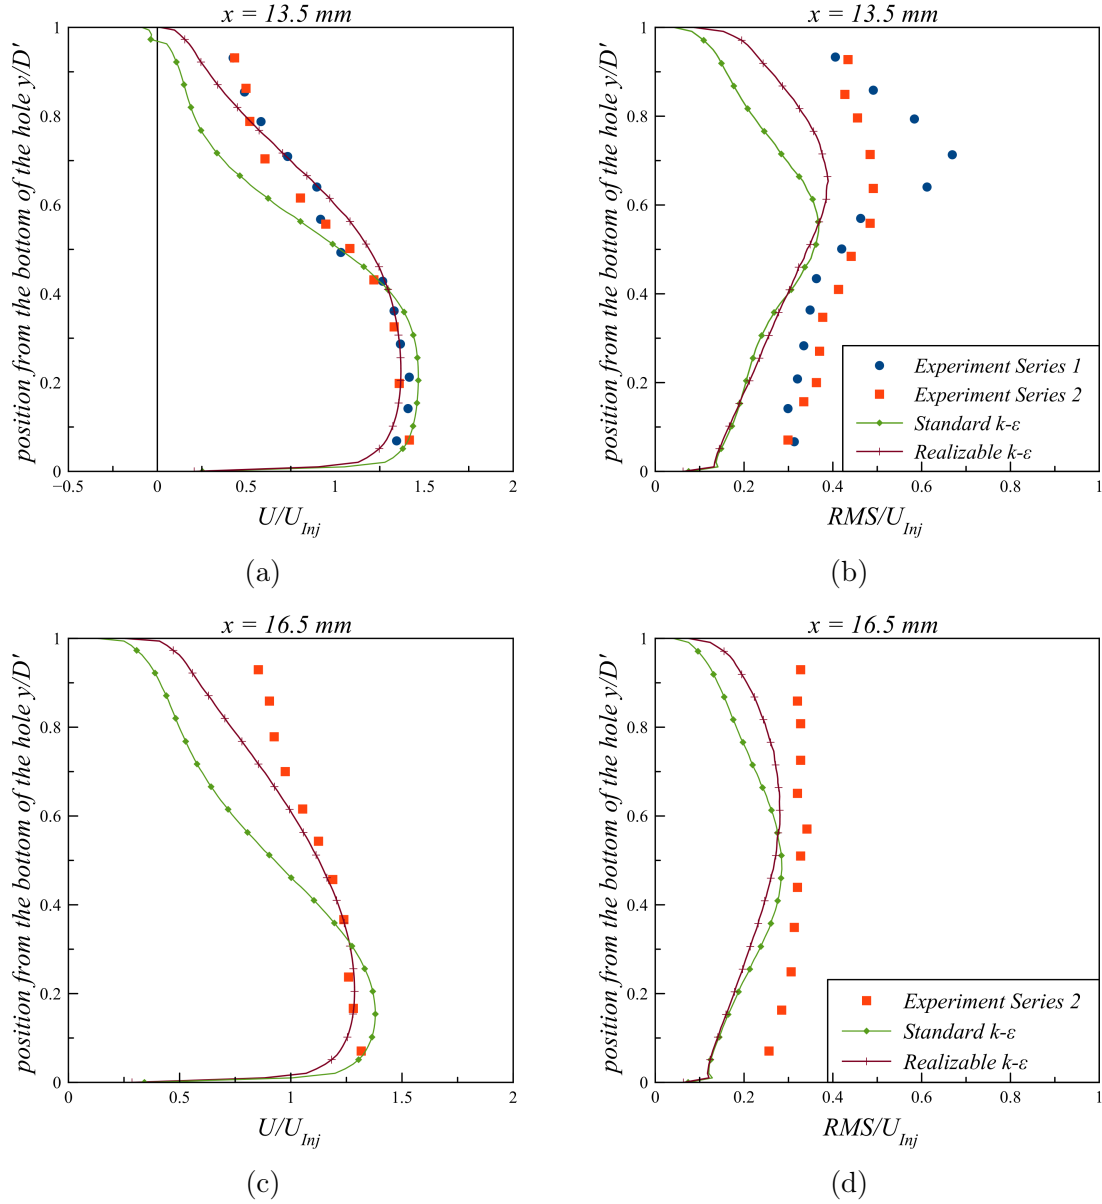 x = 13.5 mm
position from the bottom of the hole y/D'
1
0.8
0.6
0.4
0.2
0
−0.5 0 0.5 1 1.5 2
U/U_Inj
(a)
x = 13.5 mm
position from the bottom of the hole y/D'
1
0.8
0.6
0.4
0.2
0
Experiment Series 1
Experiment Series 2
Standard k-ε
Realizable k-ε
0 0.2 0.4 0.6 0.8 1
RMS/U_Inj
(b)
x = 16.5 mm
position from the bottom of the hole y/D'
1
0.8
0.6
0.4
0.2
0
0 0.5 1 1.5 2
U/U_Inj
(c)
x = 16.5 mm
position from the bottom of the hole y/D'
1
0.8
0.6
0.4
0.2
0
Experiment Series 2
Standard k-ε
Realizable k-ε
0 0.2 0.4 0.6 0.8 1
RMS/U_Inj
(d)